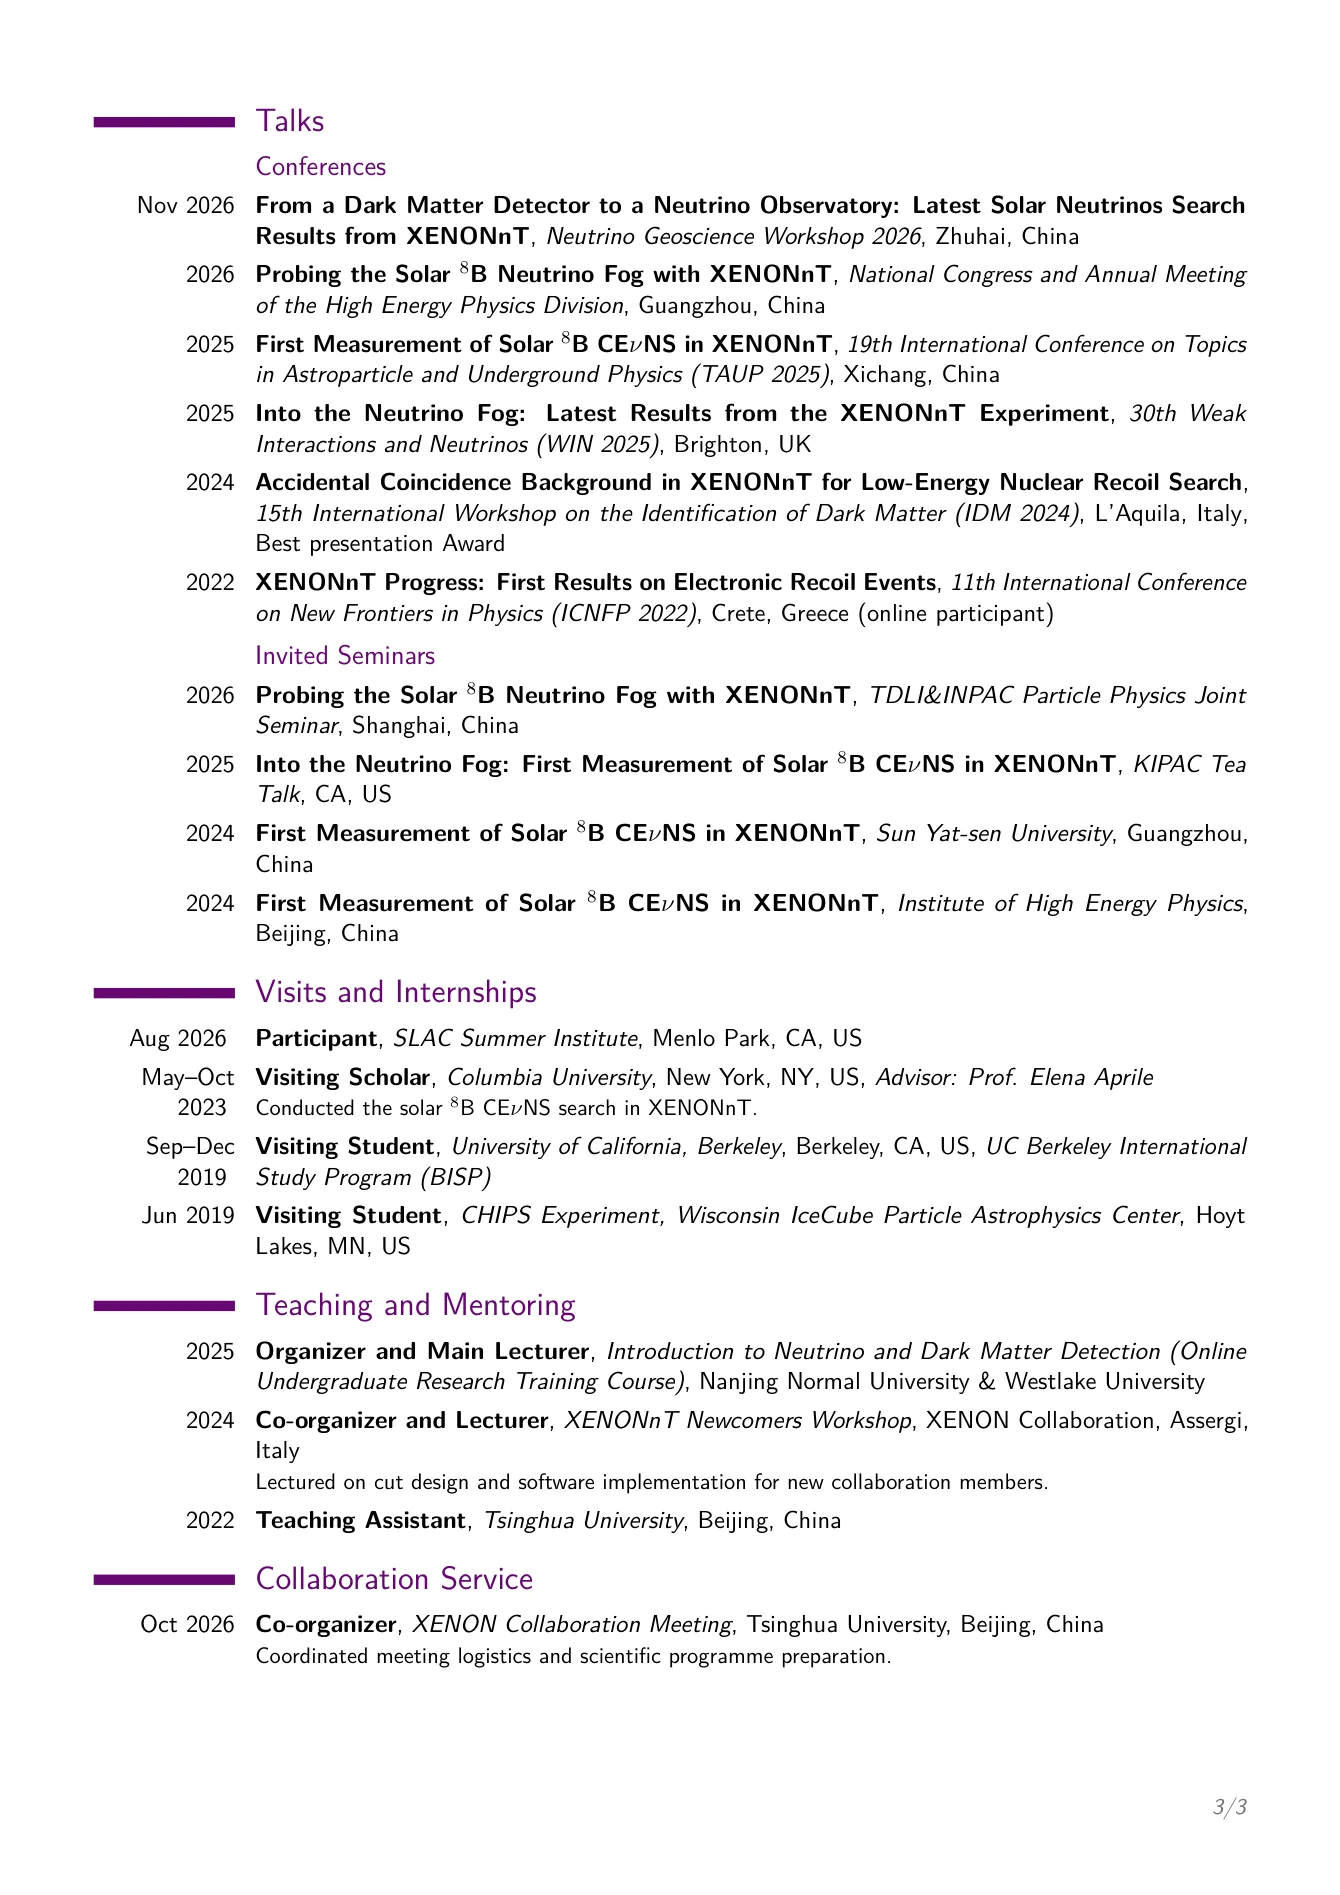 Talks
Conferences
Nov 2026 From a Dark Matter Detector to a Neutrino Observatory: Latest Solar Neutrinos Search
Results from XENONnT, Neutrino Geoscience Workshop 2026, Zhuhai, China
2026 Probing the Solar ⁸B Neutrino Fog with XENONnT, National Congress and Annual Meeting
of the High Energy Physics Division, Guangzhou, China
2025 First Measurement of Solar ⁸B CEνNS in XENONnT, 19th International Conference on Topics
in Astroparticle and Underground Physics (TAUP 2025), Xichang, China
2025 Into the Neutrino Fog: Latest Results from the XENONnT Experiment, 30th Weak
Interactions and Neutrinos (WIN 2025), Brighton, UK
2024 Accidental Coincidence Background in XENONnT for Low-Energy Nuclear Recoil Search,
15th International Workshop on the Identification of Dark Matter (IDM 2024), L'Aquila, Italy,
Best presentation Award
2022 XENONnT Progress: First Results on Electronic Recoil Events, 11th International Conference
on New Frontiers in Physics (ICNFP 2022), Crete, Greece (online participant)
Invited Seminars
2026 Probing the Solar ⁸B Neutrino Fog with XENONnT, TDLI&INPAC Particle Physics Joint
Seminar, Shanghai, China
2025 Into the Neutrino Fog: First Measurement of Solar ⁸B CEνNS in XENONnT, KIPAC Tea
Talk, CA, US
2024 First Measurement of Solar ⁸B CEνNS in XENONnT, Sun Yat-sen University, Guangzhou,
China
2024 First Measurement of Solar ⁸B CEνNS in XENONnT, Institute of High Energy Physics,
Beijing, China
Visits and Internships
Aug 2026 Participant, SLAC Summer Institute, Menlo Park, CA, US
May–Oct Visiting Scholar, Columbia University, New York, NY, US, Advisor: Prof. Elena Aprile
2023 Conducted the solar ⁸B CEνNS search in XENONnT.
Sep–Dec Visiting Student, University of California, Berkeley, Berkeley, CA, US, UC Berkeley International
2019 Study Program (BISP)
Jun 2019 Visiting Student, CHIPS Experiment, Wisconsin IceCube Particle Astrophysics Center, Hoyt
Lakes, MN, US
Teaching and Mentoring
2025 Organizer and Main Lecturer, Introduction to Neutrino and Dark Matter Detection (Online
Undergraduate Research Training Course), Nanjing Normal University & Westlake University
2024 Co-organizer and Lecturer, XENONnT Newcomers Workshop, XENON Collaboration, Assergi,
Italy
Lectured on cut design and software implementation for new collaboration members.
2022 Teaching Assistant, Tsinghua University, Beijing, China
Collaboration Service
Oct 2026 Co-organizer, XENON Collaboration Meeting, Tsinghua University, Beijing, China
Coordinated meeting logistics and scientific programme preparation.
3/3